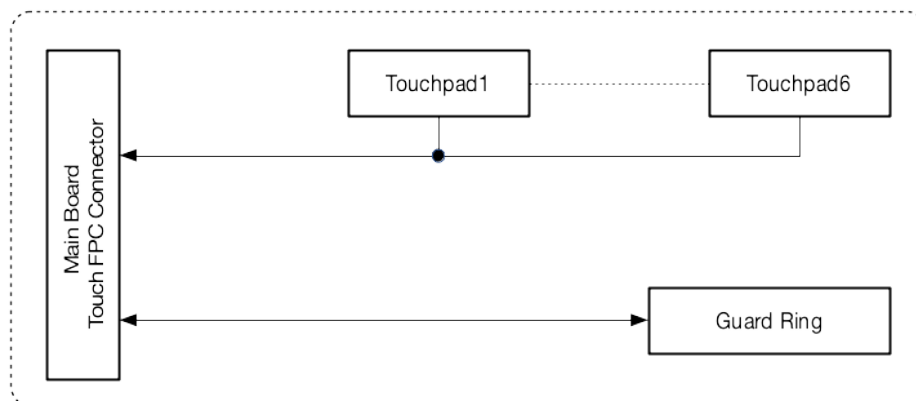 Touchpad1
Touchpad6
Main Board
Touch FPC Connector
Guard Ring